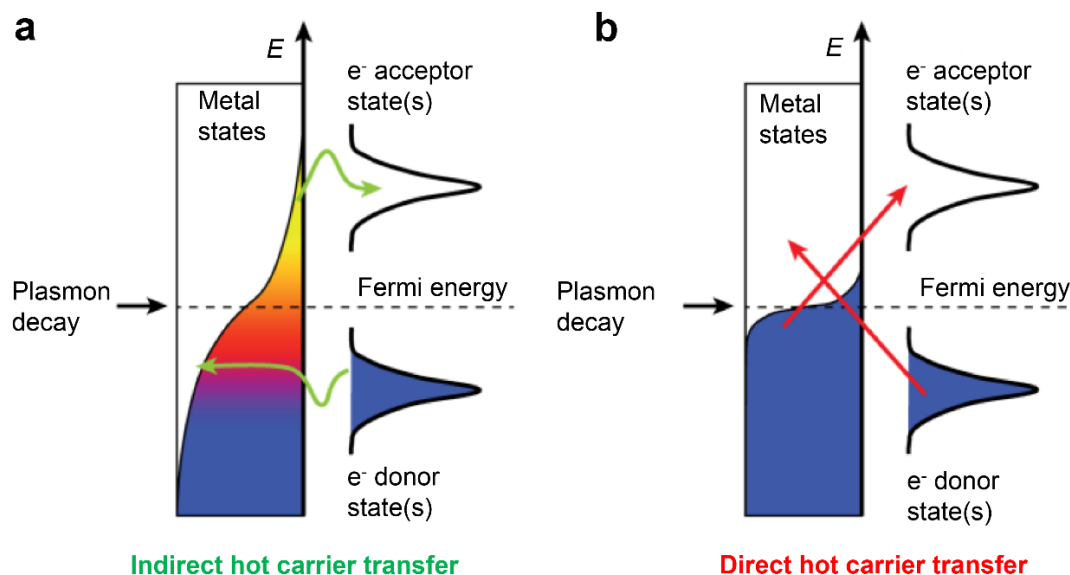 a
E
e⁻ acceptor
state(s)
Metal
states
Plasmon
decay
Fermi energy
e⁻ donor
state(s)
Indirect hot carrier transfer
b
E
e⁻ acceptor
state(s)
Metal
states
Plasmon
decay
Fermi energy
e⁻ donor
state(s)
Direct hot carrier transfer